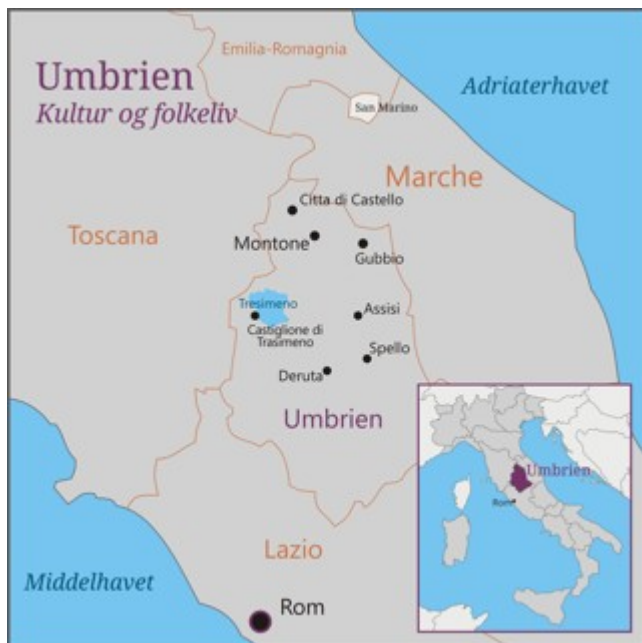 Emilia-Romagnia
Umbrien
Kultur og folkeliv
Adriaterhavet
San Marino
Marche
Citta di Castello
Toscana
Montone
Gubbio
Tresimeno
Assisi
Castiglione di
Trasimeno
Spello
Deruta
Umbrien
Umbrien
Rom
Lazio
Middelhavet
Rom